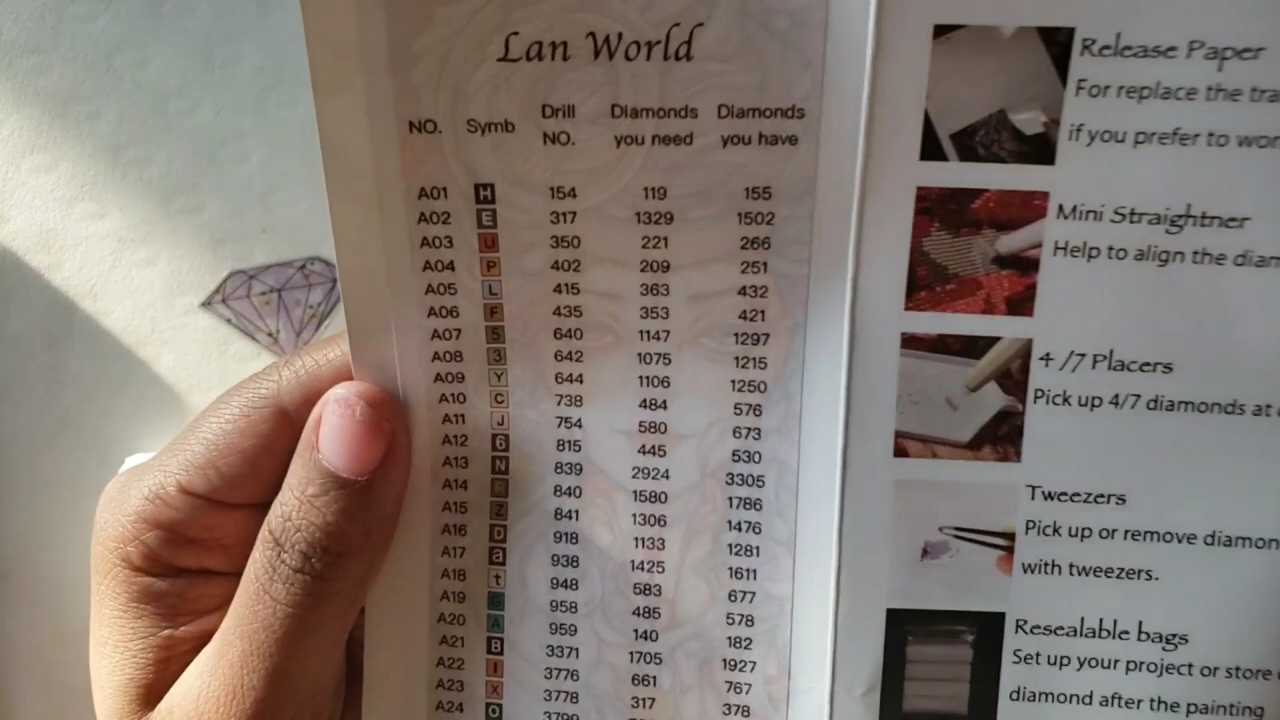 Lan World
NO. Symb Drill NO. Diamonds you need Diamonds you have
A01 H 154 119 155
A02 E 317 1329 1502
A03 U 350 221 266
A04 P 402 209 251
A05 L 415 363 432
A06 F 435 353 421
A07 5 640 1147 1297
A08 3 642 1075 1215
A09 Y 644 1106 1250
A10 C 738 484 576
A11 J 754 580 673
A12 6 815 445 530
A13 N 839 2924 3305
A14 840 1580 1786
A15 Z 841 1306 1476
A16 D 918 1133 1281
A17 a 938 1425 1611
A18 t 948 583 677
A19 G 958 485 578
A20 A 959 140 182
A21 B 3371 1705 1927
A22 I 3776 661 767
A23 X 3778 317 378
A24 O 3799
Release Paper
For replace the tra
if you prefer to wor
Mini Straightner
Help to align the diam
4 /7 Placers
Pick up 4/7 diamonds at
Tweezers
Pick up or remove diamon
with tweezers.
Resealable bags
Set up your project or store
diamond after the painting